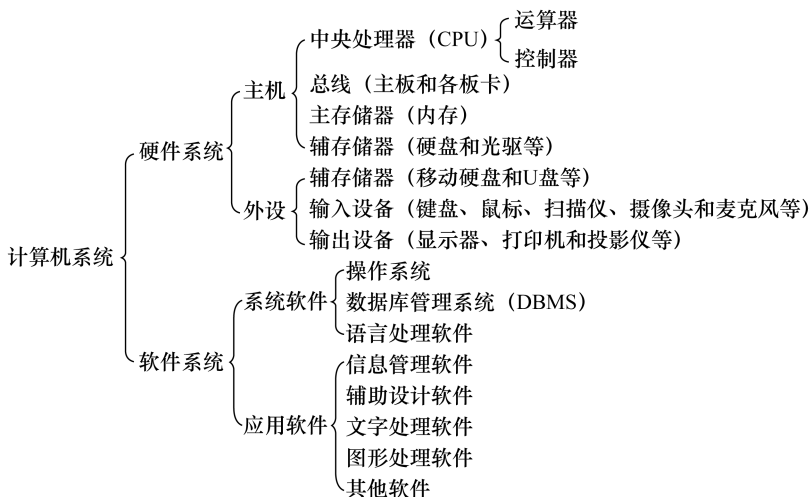 计算机系统
硬件系统
主机
中央处理器（CPU）
运算器
控制器
总线（主板和各板卡）
主存储器（内存）
辅存储器（硬盘和光驱等）
外设
辅存储器（移动硬盘和U盘等）
输入设备（键盘、鼠标、扫描仪、摄像头和麦克风等）
输出设备（显示器、打印机和投影仪等）
软件系统
系统软件
操作系统
数据库管理系统（DBMS）
语言处理软件
应用软件
信息管理软件
辅助设计软件
文字处理软件
图形处理软件
其他软件